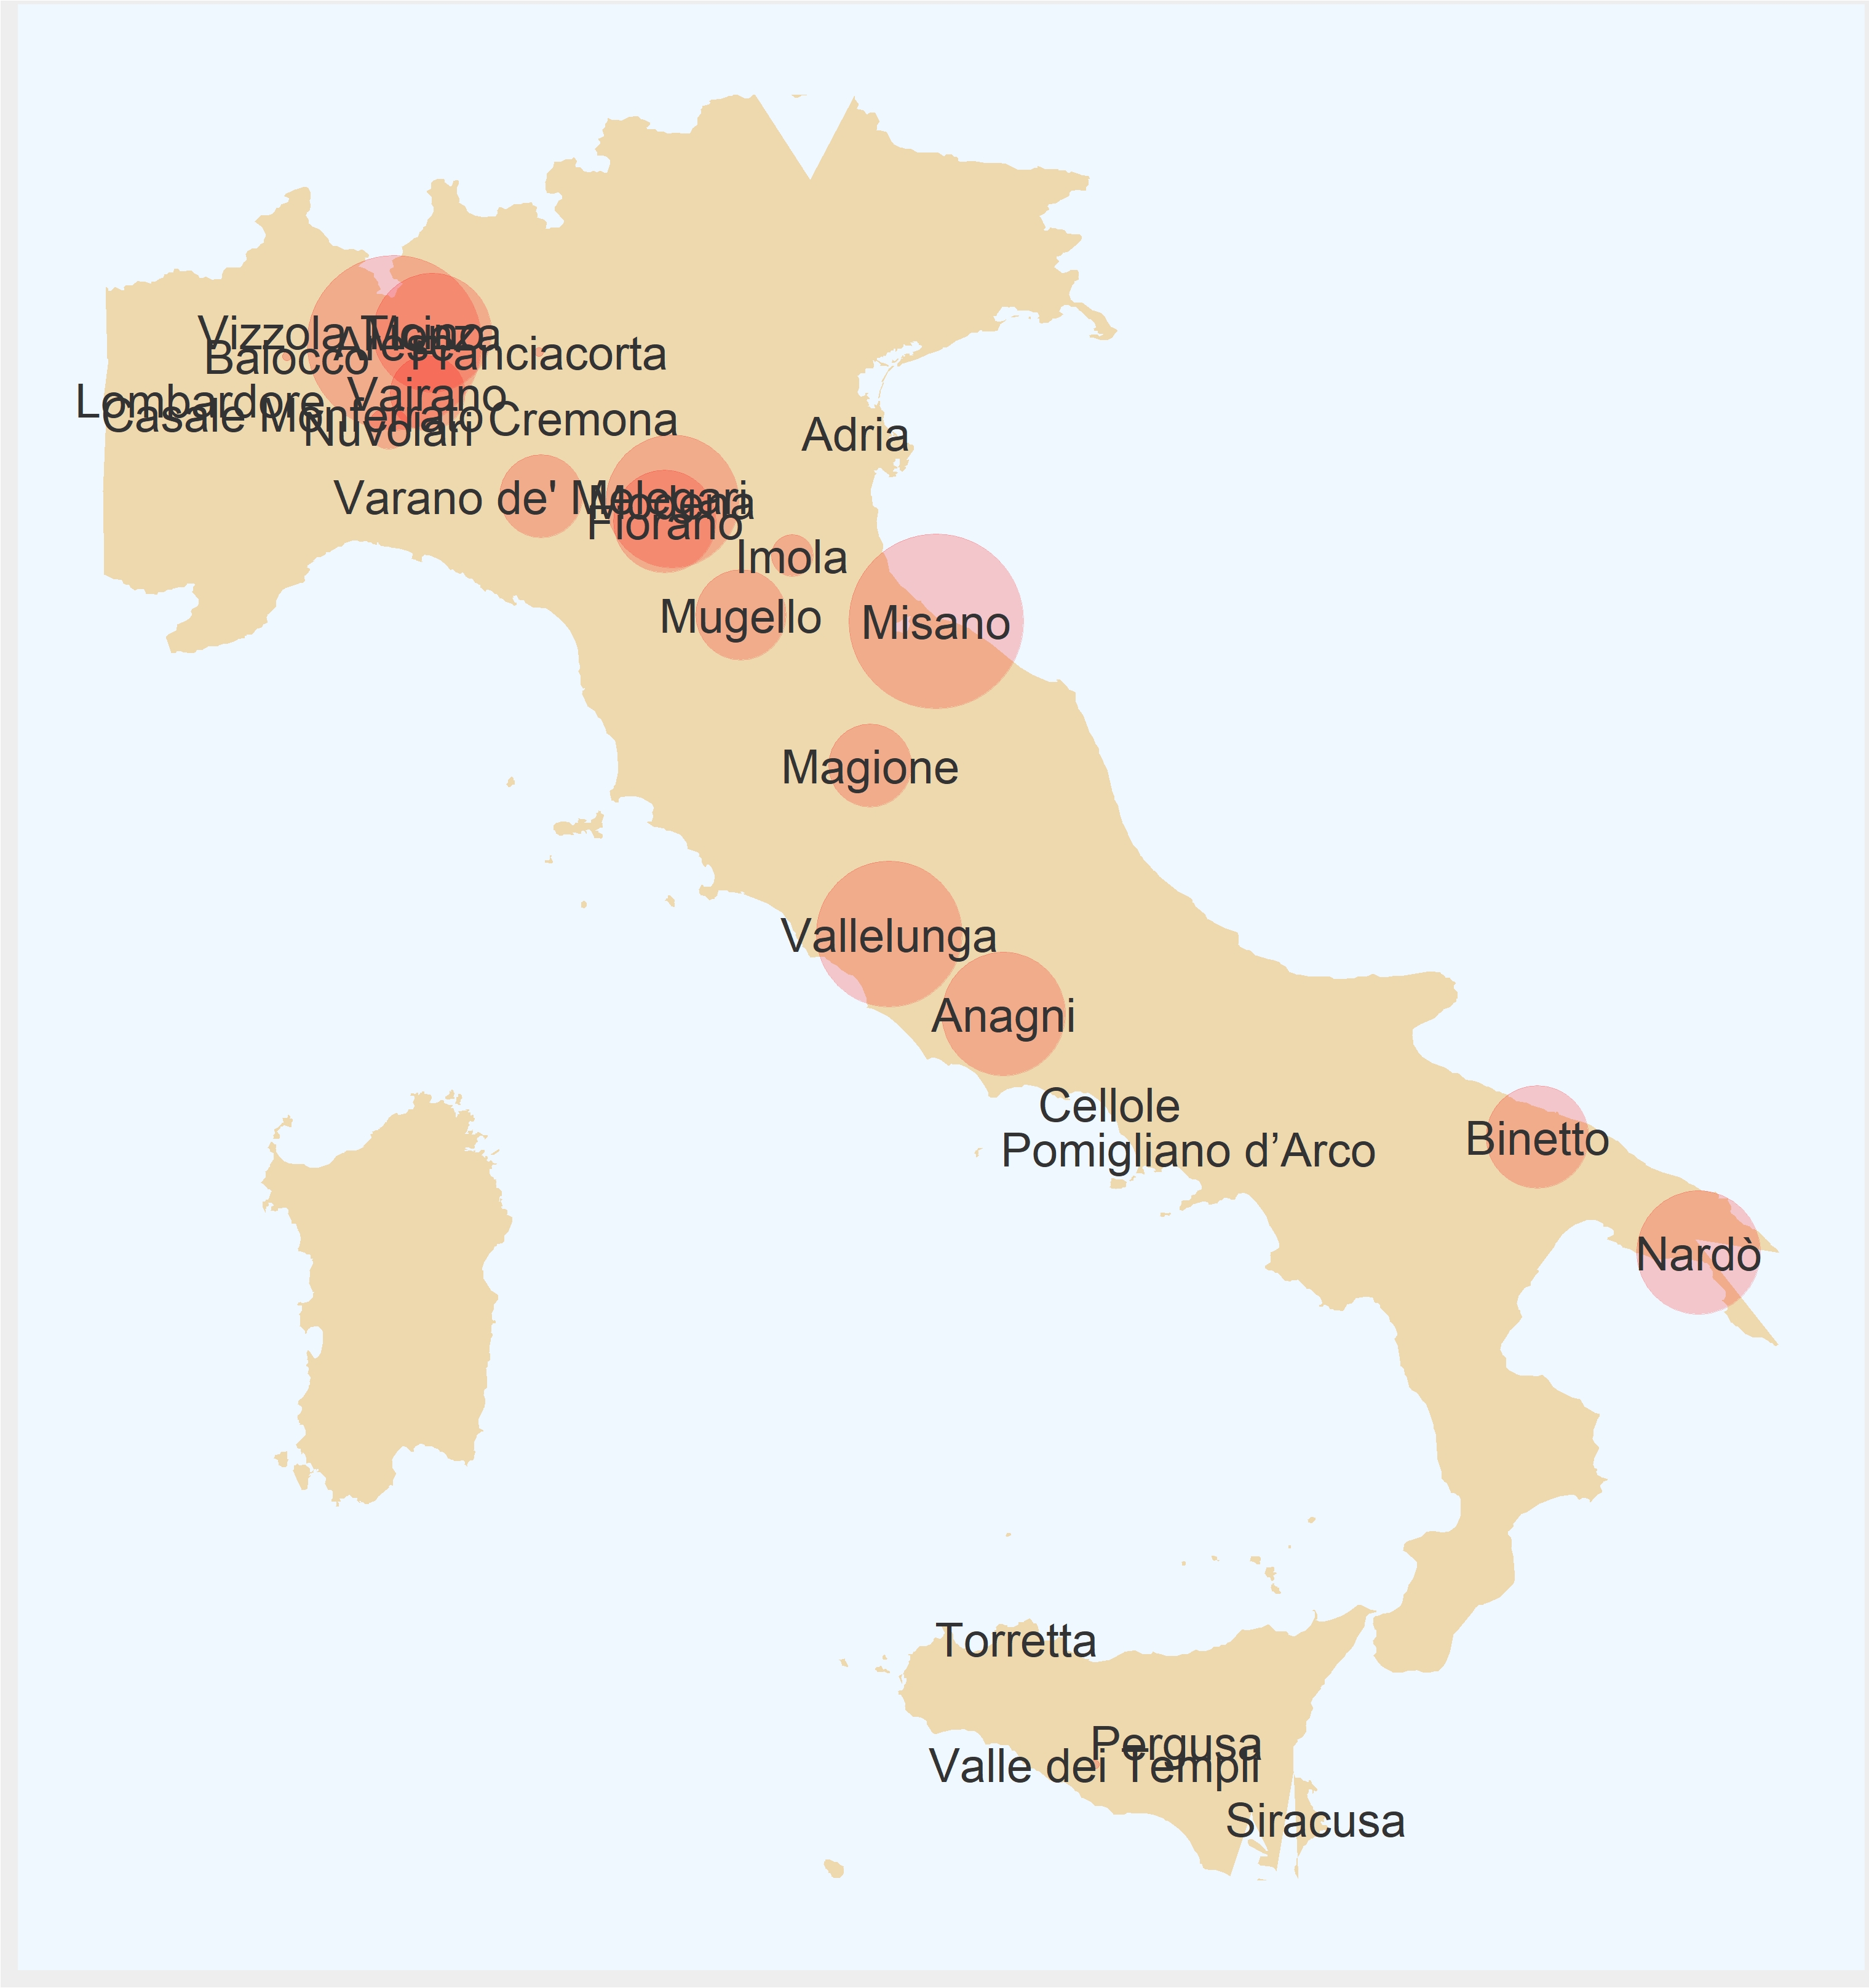 Vizzola Ticino
Monza
Arese
Balocco
Franciacorta
Vairano
Lombardore
Casale Monferrato
Nuvolari
Cremona
Adria
Varano de' Melegari
Modena
Fiorano
Imola
Mugello
Misano
Magione
Vallelunga
Anagni
Cellole
Pomigliano d’Arco
Binetto
Nardò
Torretta
Pergusa
Valle dei Templi
Siracusa